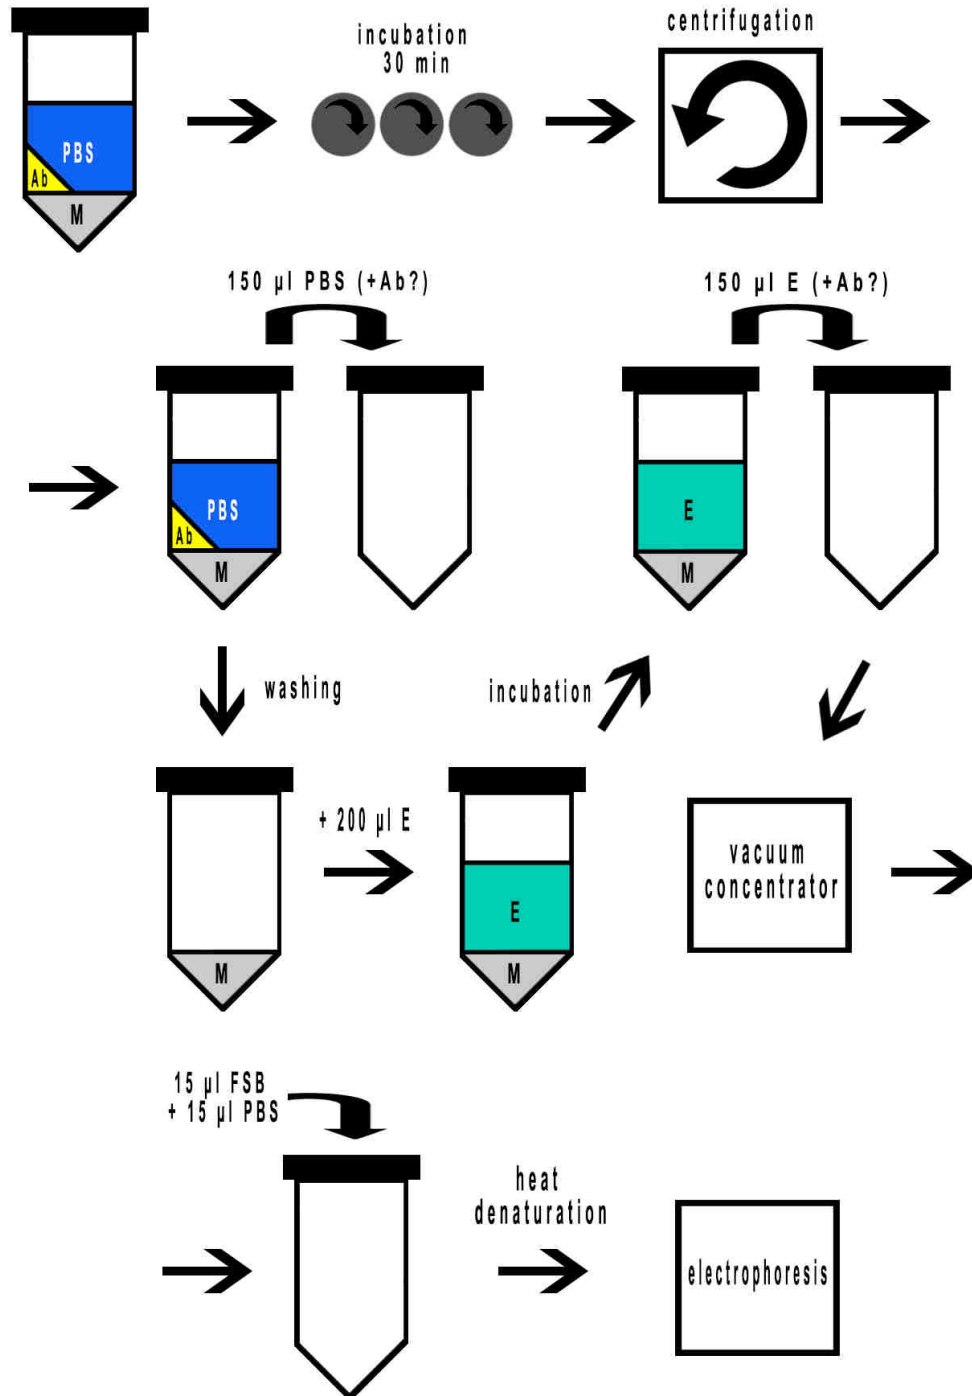 incubation
30 min
centrifugation
PBS
Ab
M
150 µl PBS (+Ab?)
150 µl E (+Ab?)
PBS
Ab
M
E
M
washing
incubation
+ 200 µl E
M
E
M
vacuum
concentrator
15 µl FSB
+ 15 µl PBS
heat
denaturation
electrophoresis